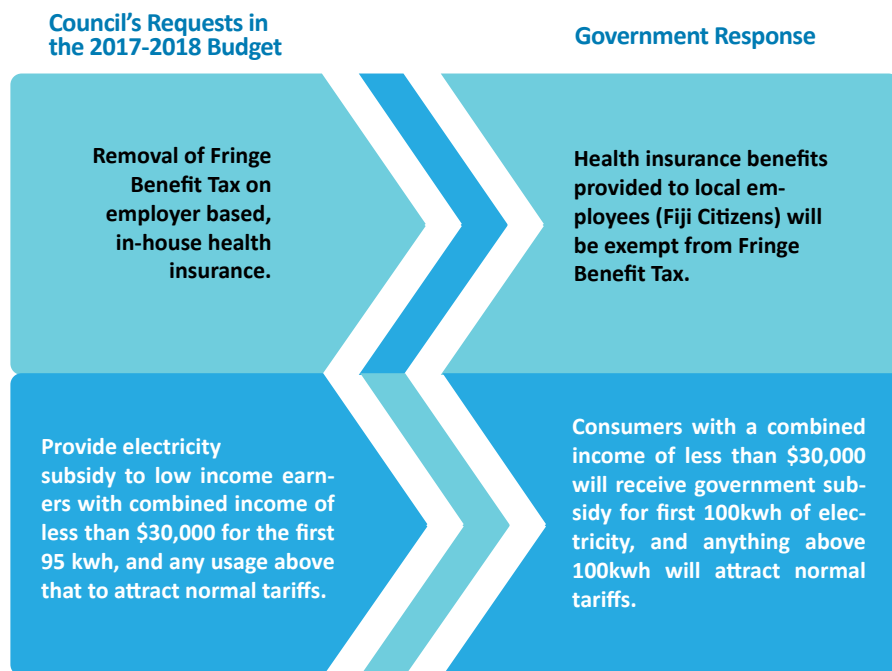 Council's Requests in
the 2017-2018 Budget
Government Response
Removal of Fringe
Benefit Tax on
employer based,
in-house health
insurance.
Health insurance benefits
provided to local em-
ployees (Fiji Citizens) will
be exempt from Fringe
Benefit Tax.
Provide electricity
subsidy to low income earn-
ers with combined income of
less than $30,000 for the first
95 kwh, and any usage above
that to attract normal tariffs.
Consumers with a combined
income of less than $30,000
will receive government sub-
sidy for first 100kwh of elec-
tricity, and anything above
100kwh will attract normal
tariffs.